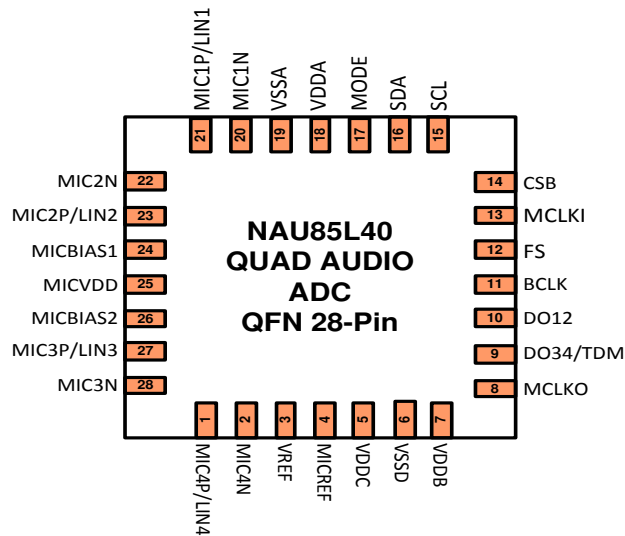 MIC1P/LIN1
MIC1N
VSSA
VDDA
MODE
SDA
SCL
21
20
19
18
17
16
15
MIC2N
22
MIC2P/LIN2
23
MICBIAS1
24
MICVDD
25
MICBIAS2
26
MIC3P/LIN3
27
MIC3N
28
NAU85L40
QUAD AUDIO
ADC
QFN 28-Pin
14
CSB
13
MCLKI
12
FS
11
BCLK
10
DO12
9
DO34/TDM
8
MCLKO
1
2
3
4
5
6
7
MIC4P/LIN4
MIC4N
VREF
MICREF
VDDC
VSSD
VDDB